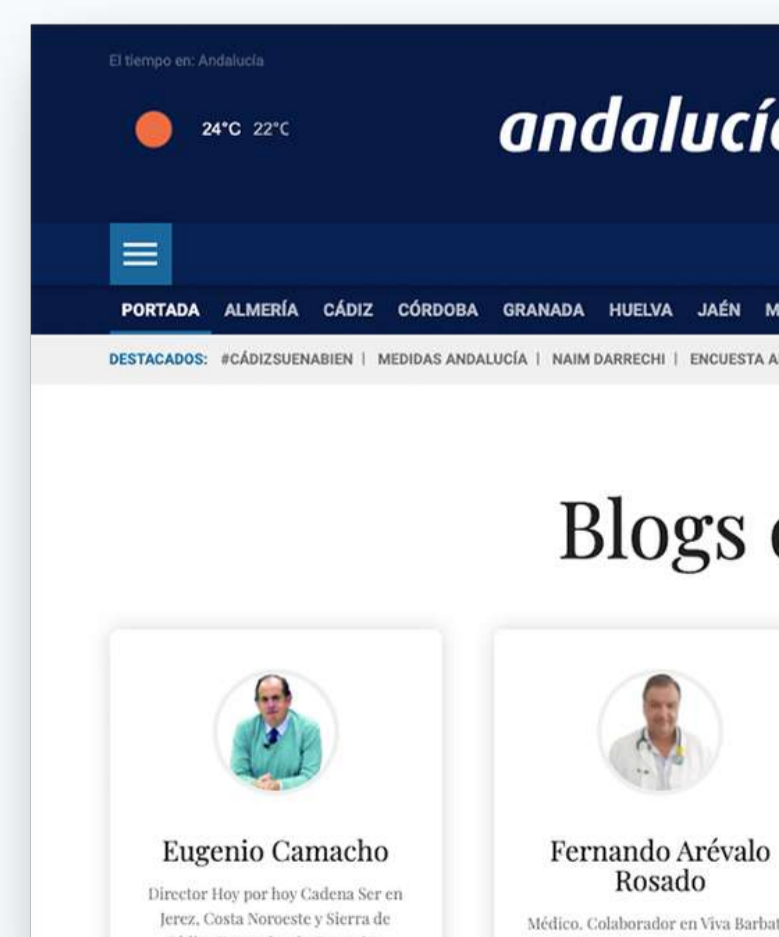 El tiempo en: Andalucía
24°C 22°C
andalucía
PORTADA ALMERÍA CÁDIZ CÓRDOBA GRANADA HUELVA JAÉN M
DESTACADOS: #CÁDIZSUENABIEN | MEDIDAS ANDALUCÍA | NAIM DARRECHI | ENCUESTA A
Blogs
Eugenio Camacho
Fernando Arévalo
Rosado
Director Hoy por hoy Cadena Ser en
Jerez, Costa Noroeste y Sierra de
Médico. Colaborador en Viva Barbat